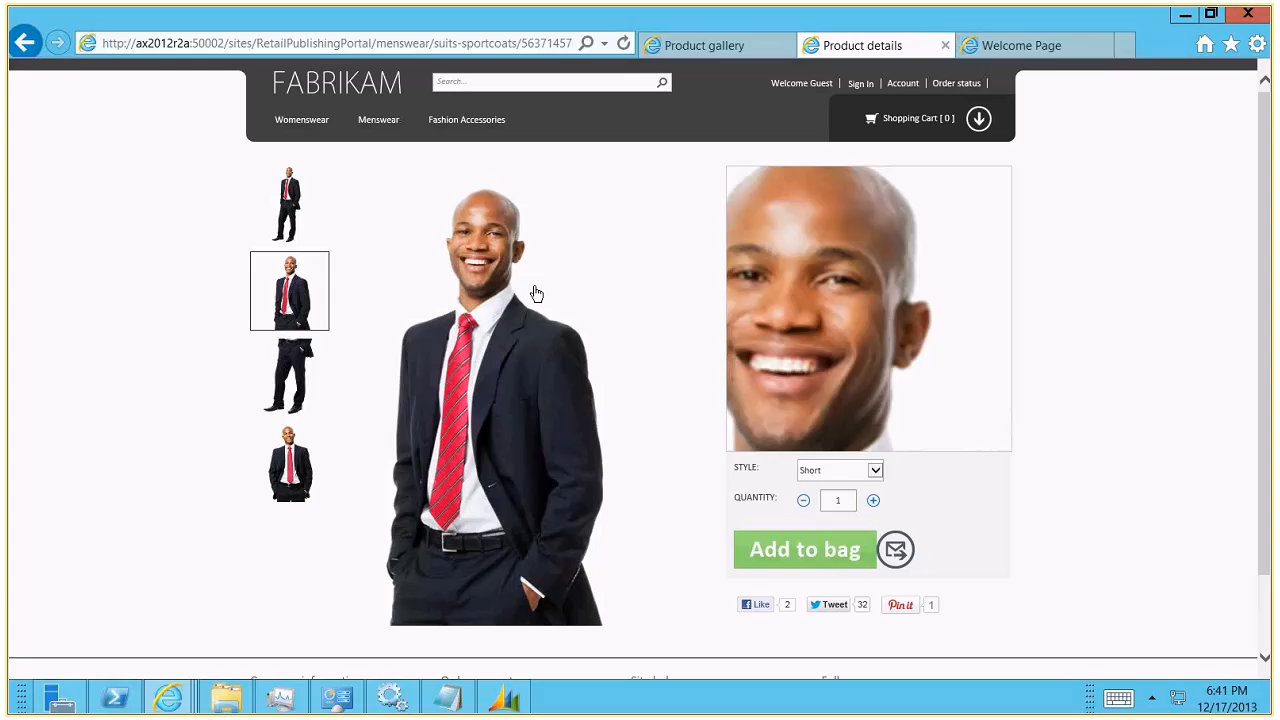 http://ax2012r2a:50002/sites/RetailPublishingPortal/menswear/suits-sportcoats/56371457
Product gallery
Product details
Welcome Page
FABRIKAM
Search...
Welcome Guest
Sign In
Account
Order status
Shopping Cart [ 0 ]
Womenswear
Menswear
Fashion Accessories
STYLE:
Short
QUANTITY:
1
Add to bag
Like
2
Tweet
32
Pin it
1
6:41 PM
12/17/2013